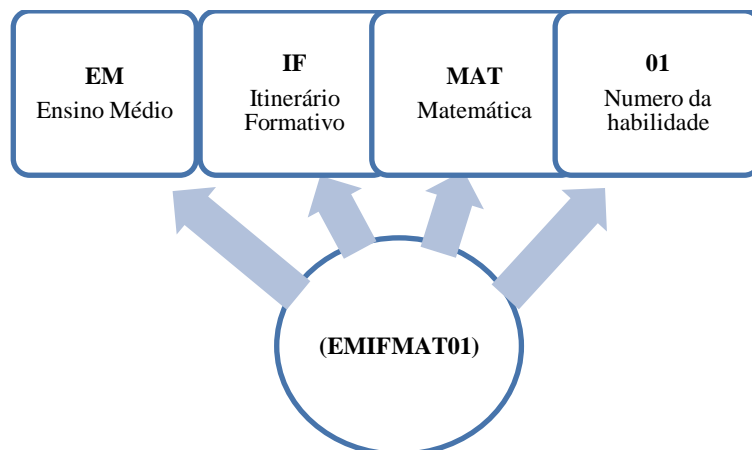 EM
Ensino Médio
IF
Itinerário
Formativo
MAT
Matemática
01
Numero da
habilidade
(EMIFMAT01)